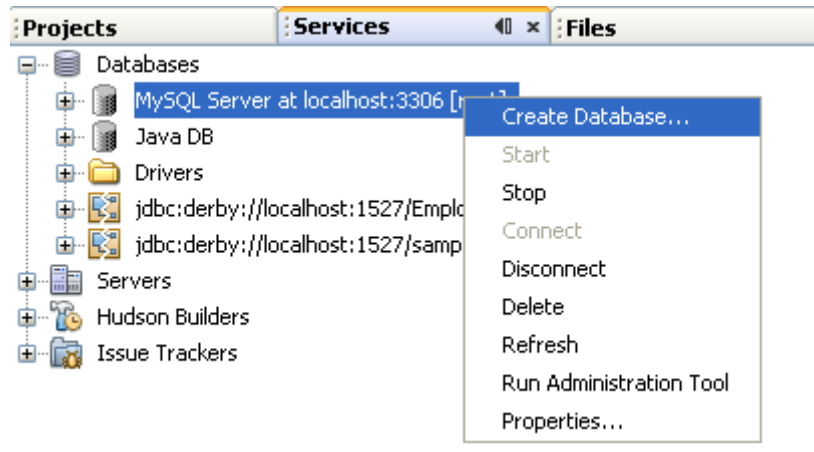 Projects
Services
Files
Databases
MySQL Server at localhost:3306 [
Java DB
Drivers
jdbc:derby://localhost:1527/Emplo
jdbc:derby://localhost:1527/samp
Servers
Hudson Builders
Issue Trackers
Create Database...
Start
Stop
Connect
Disconnect
Delete
Refresh
Run Administration Tool
Properties...